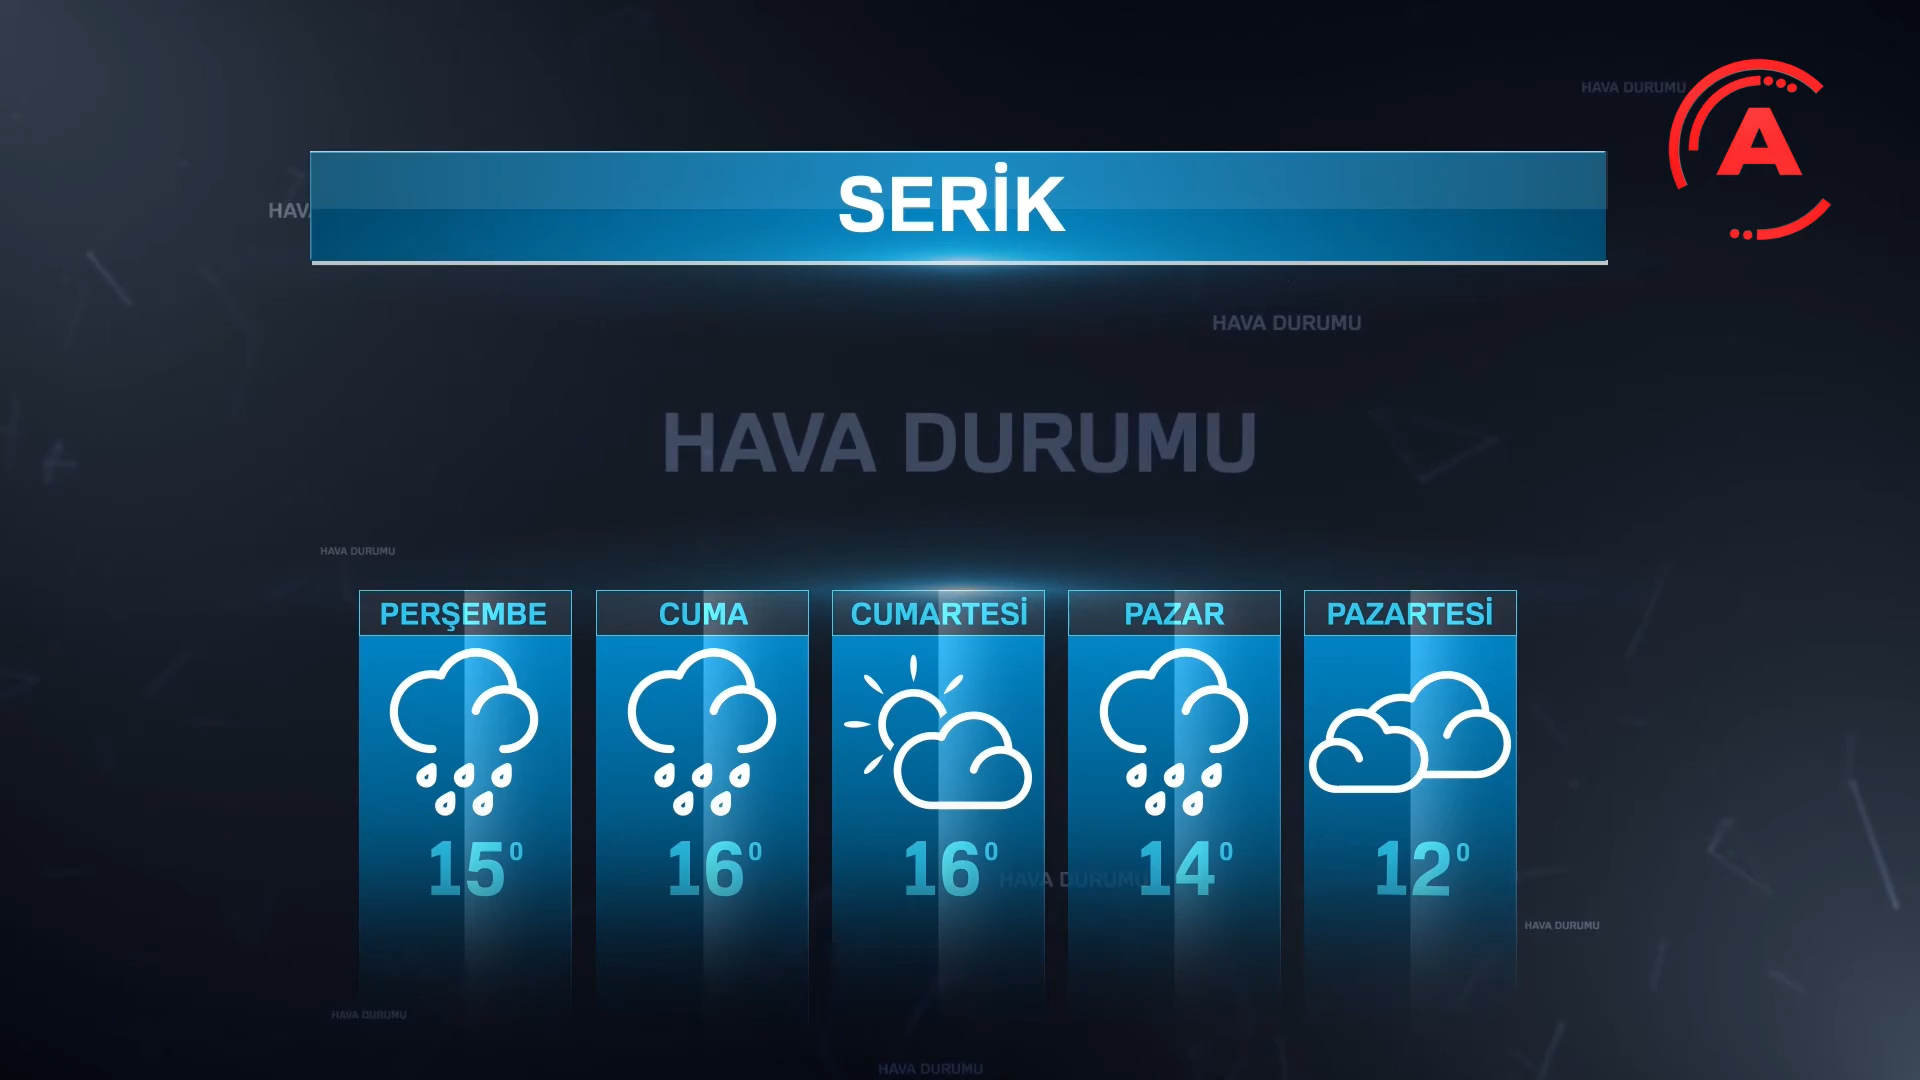 HAVA DURUMU
A
SERİK
HAV
HAVA DURUMU
HAVA DURUMU
HAVA DURUMU
PERŞEMBE
CUMA
CUMARTESİ
PAZAR
PAZARTESİ
15⁰
16⁰
16⁰
14⁰
12⁰
HAVA DURUMU
HAVA DURUMU
HAVA DURUMU
HAVA DURUMU